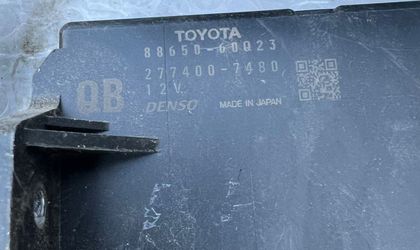 TOYOTA
88650-60Q23
277400-7480
12V
QB
DENSO MADE IN JAPAN